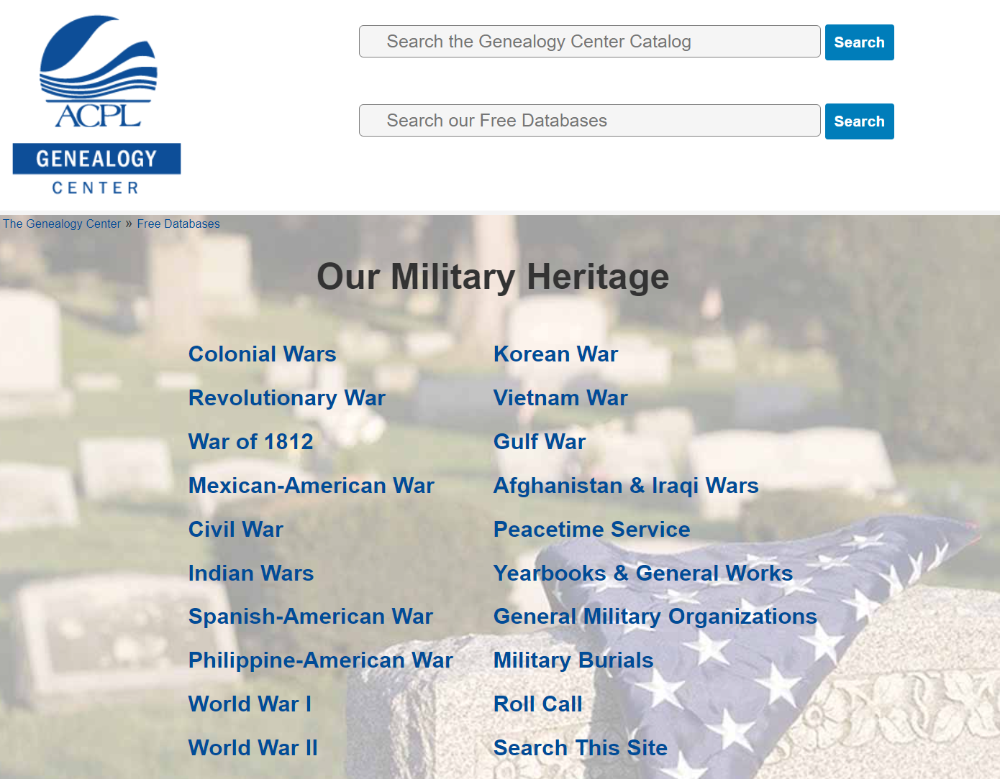 ACPL
GENEALOGY
CENTER
Search the Genealogy Center Catalog
Search
Search our Free Databases
Search
The Genealogy Center » Free Databases
Our Military Heritage
Colonial Wars
Revolutionary War
War of 1812
Mexican-American War
Civil War
Indian Wars
Spanish-American War
Philippine-American War
World War I
World War II
Korean War
Vietnam War
Gulf War
Afghanistan & Iraqi Wars
Peacetime Service
Yearbooks & General Works
General Military Organizations
Military Burials
Roll Call
Search This Site